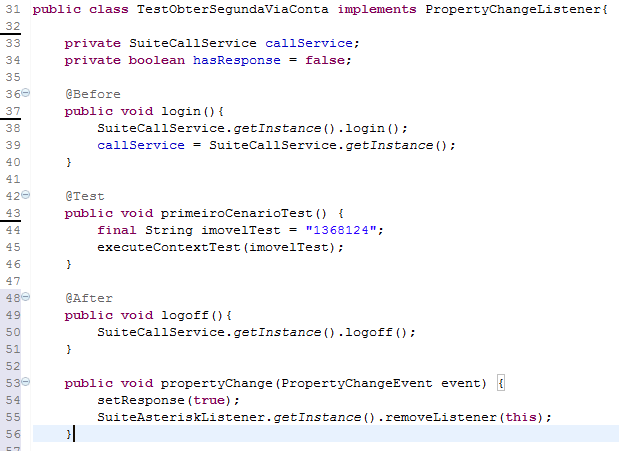 31 public class TestObterSegundaViaConta implements PropertyChangeListener{
32
33     private SuiteCallService callService;
34     private boolean hasResponse = false;
35
36     @Before
37     public void login(){
38         SuiteCallService.getInstance().login();
39         callService = SuiteCallService.getInstance();
40     }
41
42     @Test
43     public void primeiroCenarioTest() {
44         final String imovelTest = "1368124";
45         executeContextTest(imovelTest);
46     }
47
48     @After
49     public void logoff(){
50         SuiteCallService.getInstance().logoff();
51     }
52
53     public void propertyChange(PropertyChangeEvent event) {
54         setResponse(true);
55         SuiteAsteriskListener.getInstance().removeListener(this);
56     }
57